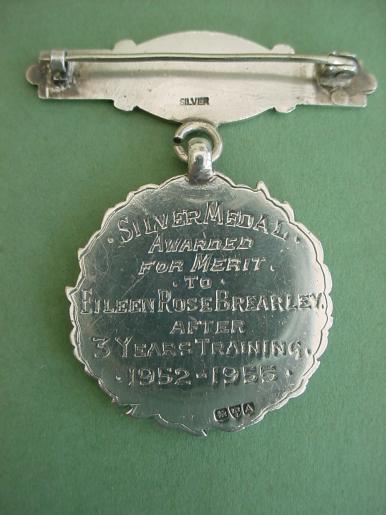 SILVER
·SILVER MEDAL·
AWARDED
FOR MERIT.
·TO·
EILEEN ROSE BREARLEY.
AFTER
3 YEARS TRAINING.
·1952-1955·